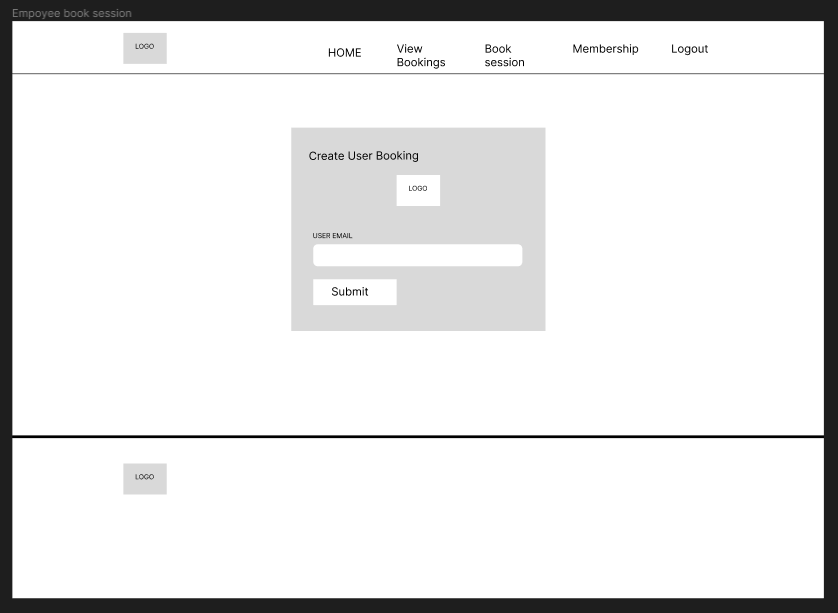 Empoyee book session
LOGO
HOME
View
Bookings
Book
session
Membership
Logout
Create User Booking
LOGO
USER EMAIL
Submit
LOGO